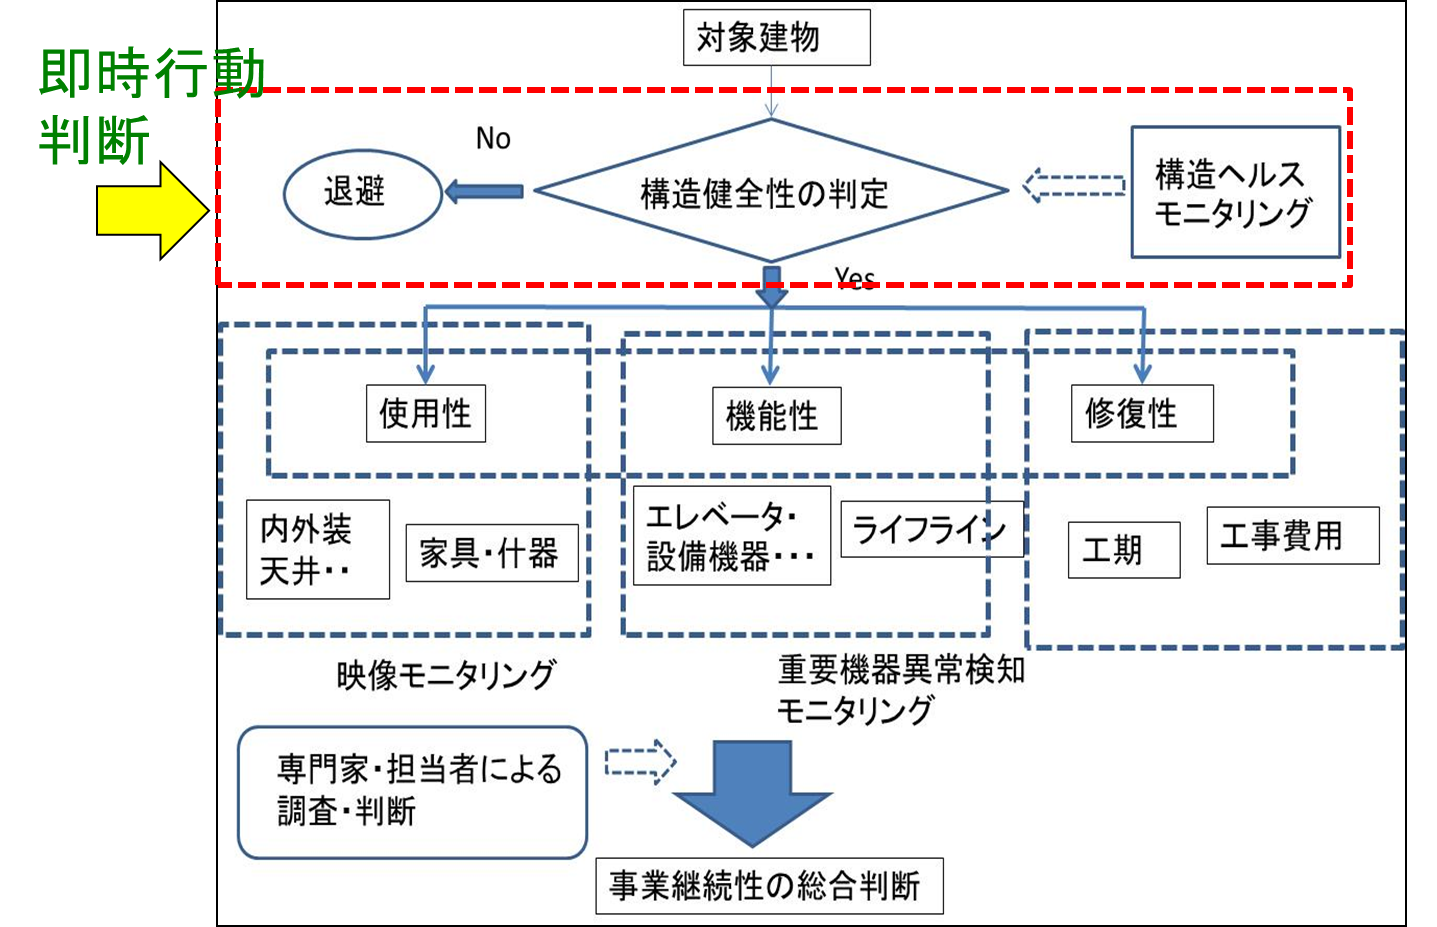 対象建物
即時行動
判断
No
退避
構造健全性の判定
構造ヘルス
モニタリング
Yes
使用性
機能性
修復性
内外装
天井・・
家具・什器
エレベータ・
設備機器・・・
ライフライン
工期
工事費用
映像モニタリング
重要機器異常検知
モニタリング
専門家・担当者による
調査・判断
事業継続性の総合判断